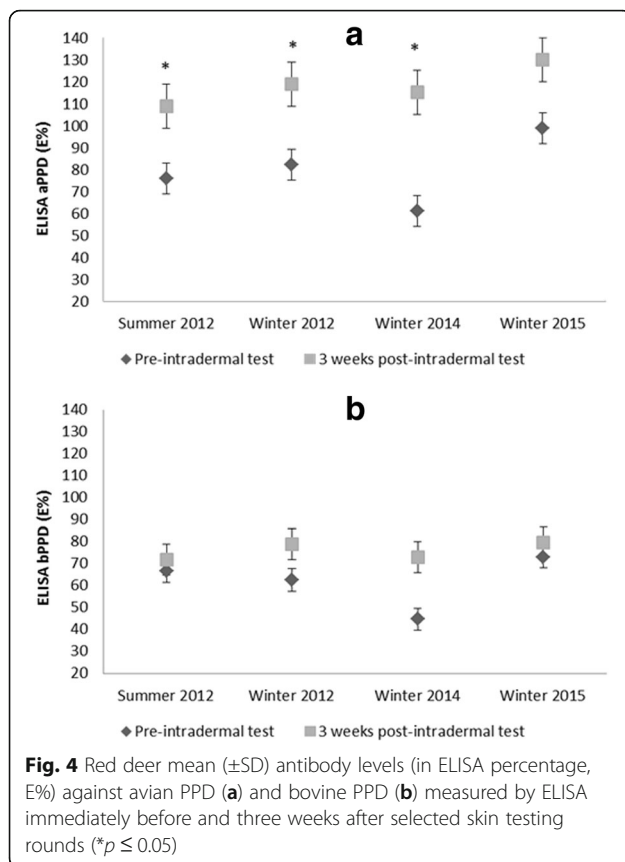 a
140
130
120
110
100
90
80
70
60
50
40
30
20
ELISA aPPD (E%)
* * *
Summer 2012 Winter 2012 Winter 2014 Winter 2015
Pre-intradermal test 3 weeks post-intradermal test
b
140
130
120
110
100
90
80
70
60
50
40
30
20
ELISA bPPD (E%)
Summer 2012 Winter 2012 Winter 2014 Winter 2015
Pre-intradermal test 3 weeks post-intradermal test
Fig. 4 Red deer mean (±SD) antibody levels (in ELISA percentage,
E%) against avian PPD (a) and bovine PPD (b) measured by ELISA
immediately before and three weeks after selected skin testing
rounds (*p ≤ 0.05)